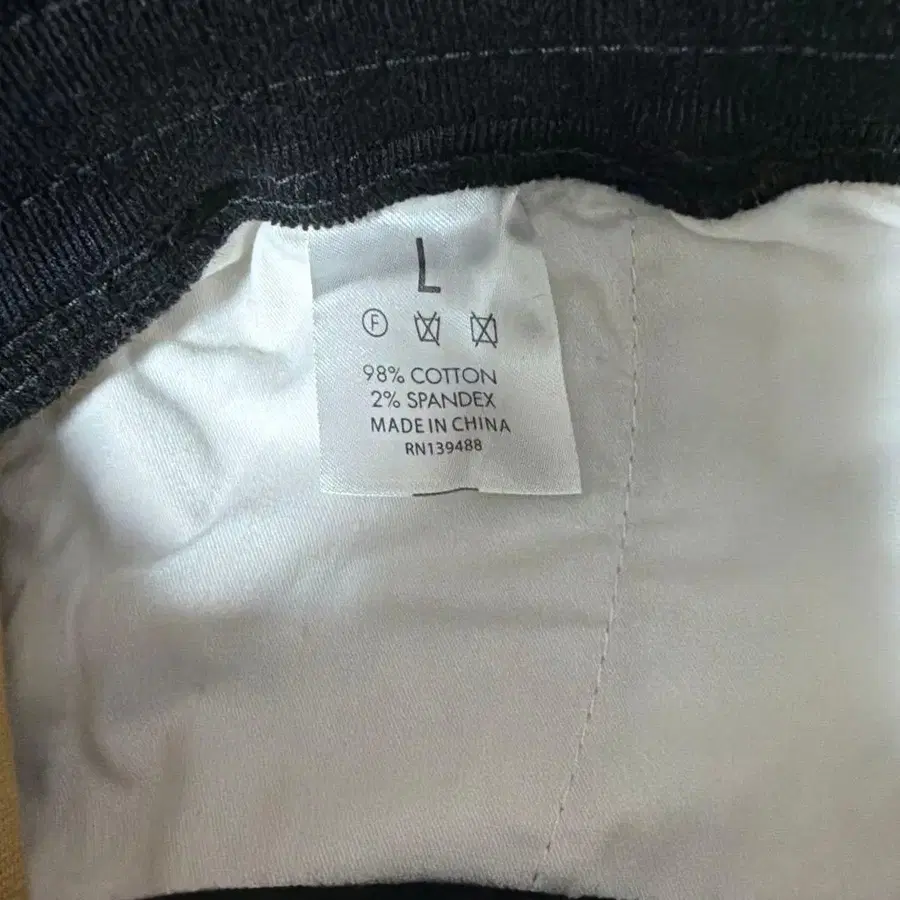 L
F
98% COTTON
2% SPANDEX
MADE IN CHINA
RN139488